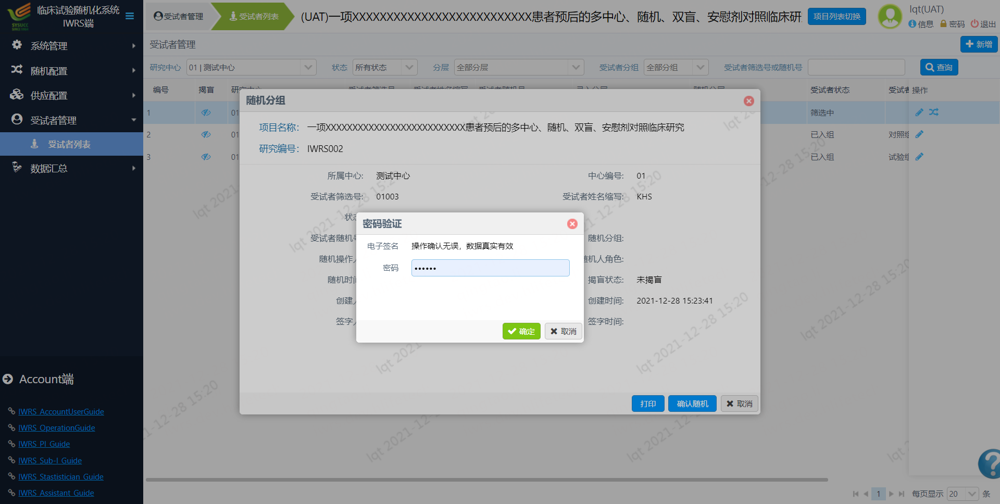 临床试验随机化系统
IWRS端
SYSUCC
系统管理
随机配置
供应配置
受试者管理
受试者列表
数据汇总
Account端
IWRS_AccountUserGuide
IWRS_OperationGuide
IWRS_PI_Guide
IWRS_Sub-I_Guide
IWRS_Stastistician_Guide
IWRS_Assistant_Guide
受试者管理
受试者列表
(UAT)一项XXXXXXXXXXXXXXXXXXXXXXXXXX患者预后的多中心、随机、双盲、安慰剂对照临床研
项目列表切换
lqt(UAT)
信息 密码 退出
受试者管理
新增
研究中心 01 | 测试中心 状态 所有状态 分层 全部分层 受试者分组 全部分组 受试者筛选号或随机号 查询
编号 揭盲 受试者状态 受试者 操作
1 01 筛选中
2 01 已入组 对照组
3 01 已入组 试验组
随机分组
项目名称： 一项XXXXXXXXXXXXXXXXXXXXXXXXXX患者预后的多中心、随机、双盲、安慰剂对照临床研究
研究编号： IWRS002
所属中心: 测试中心 中心编号: 01
受试者筛选号: 01003 受试者姓名缩写: KHS
状态
受试者随机号 随机分组:
随机操作人 随机人角色:
随机时间 揭盲状态: 未揭盲
创建人 创建时间: 2021-12-28 15:23:41
签字人 签字时间:
密码验证
电子签名 操作确认无误，数据真实有效
密码 ••••••
确定 取消
打印 确认随机 取消
lqt 2021-12-28 15:20
1 每页显示 20 条